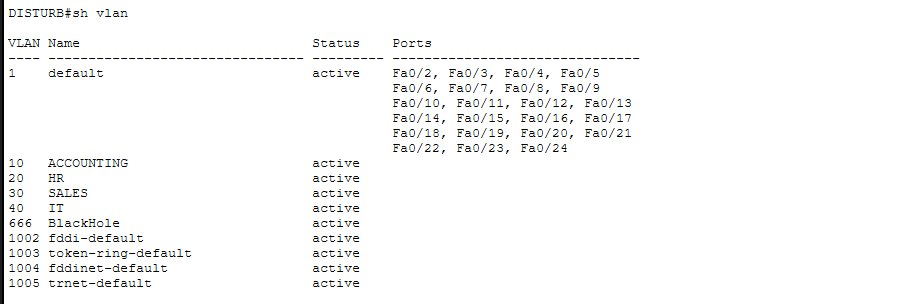 DISTURB#sh vlan
VLAN Name                             Status    Ports
---- -------------------------------- --------- -------------------------------
1    default                          active    Fa0/2, Fa0/3, Fa0/4, Fa0/5
                                                Fa0/6, Fa0/7, Fa0/8, Fa0/9
                                                Fa0/10, Fa0/11, Fa0/12, Fa0/13
                                                Fa0/14, Fa0/15, Fa0/16, Fa0/17
                                                Fa0/18, Fa0/19, Fa0/20, Fa0/21
                                                Fa0/22, Fa0/23, Fa0/24
10   ACCOUNTING                       active
20   HR                               active
30   SALES                            active
40   IT                               active
666  BlackHole                        active
1002 fddi-default                     active
1003 token-ring-default               active
1004 fddinet-default                  active
1005 trnet-default                    active